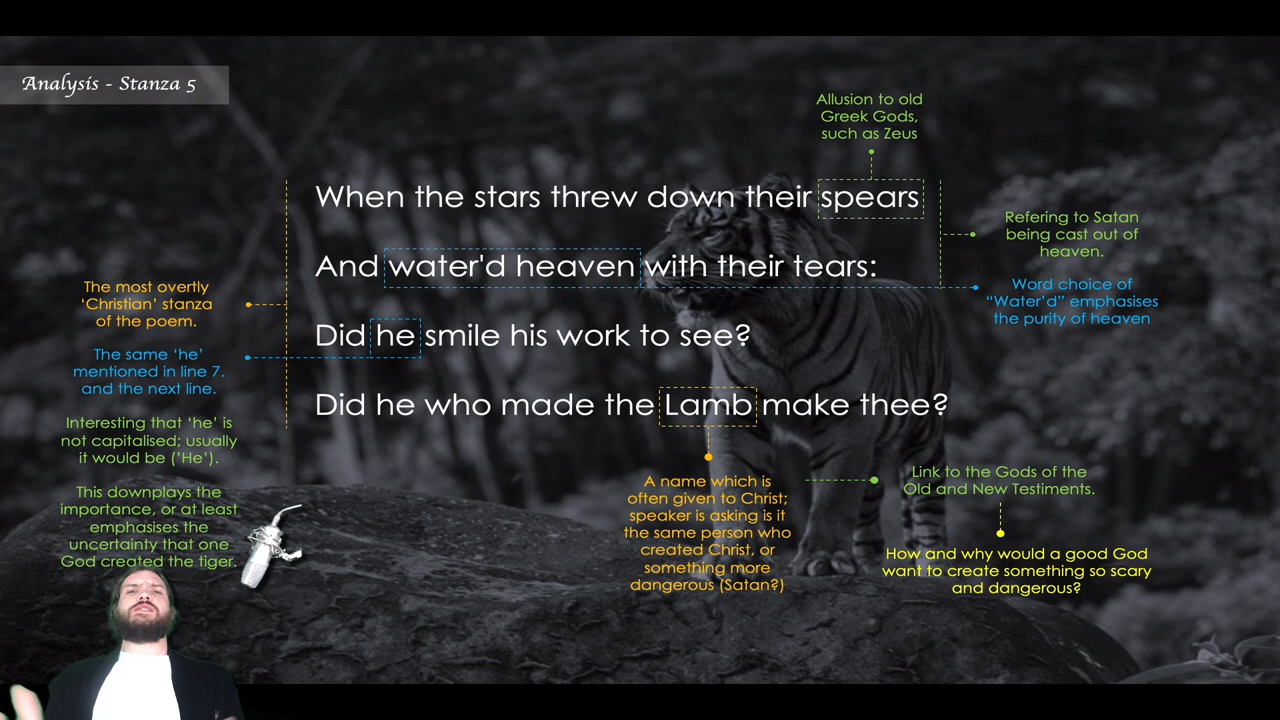 Analysis - Stanza 5
Allusion to old
Greek Gods,
such as Zeus
When the stars threw down their spears
And water'd heaven with their tears:
Did he smile his work to see?
Did he who made the Lamb make thee?
Refering to Satan
being cast out of
heaven.
Word choice of
“Water’d” emphasises
the purity of heaven
The most overtly
‘Christian’ stanza
of the poem.
The same ‘he’
mentioned in line 7.
and the next line.
Interesting that ‘he’ is
not capitalised; usually
it would be (’He’).
This downplays the
importance, or at least
emphasises the
uncertainty that one
God created the tiger.
A name which is
often given to Christ;
speaker is asking is it
the same person who
created Christ, or
something more
dangerous (Satan?)
Link to the Gods of the
Old and New Testiments.
How and why would a good God
want to create something so scary
and dangerous?